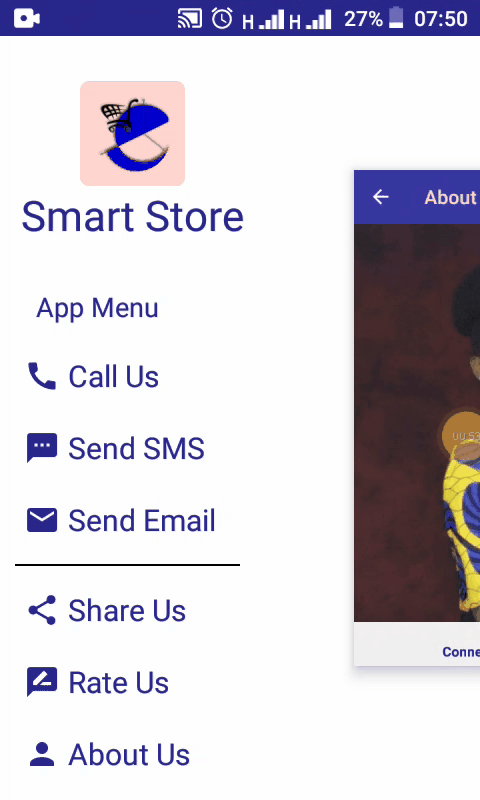 H H 27% 07:50
Smart Store
About
App Menu
Call Us
Send SMS
Send Email
Share Us
Conne
Rate Us
About Us